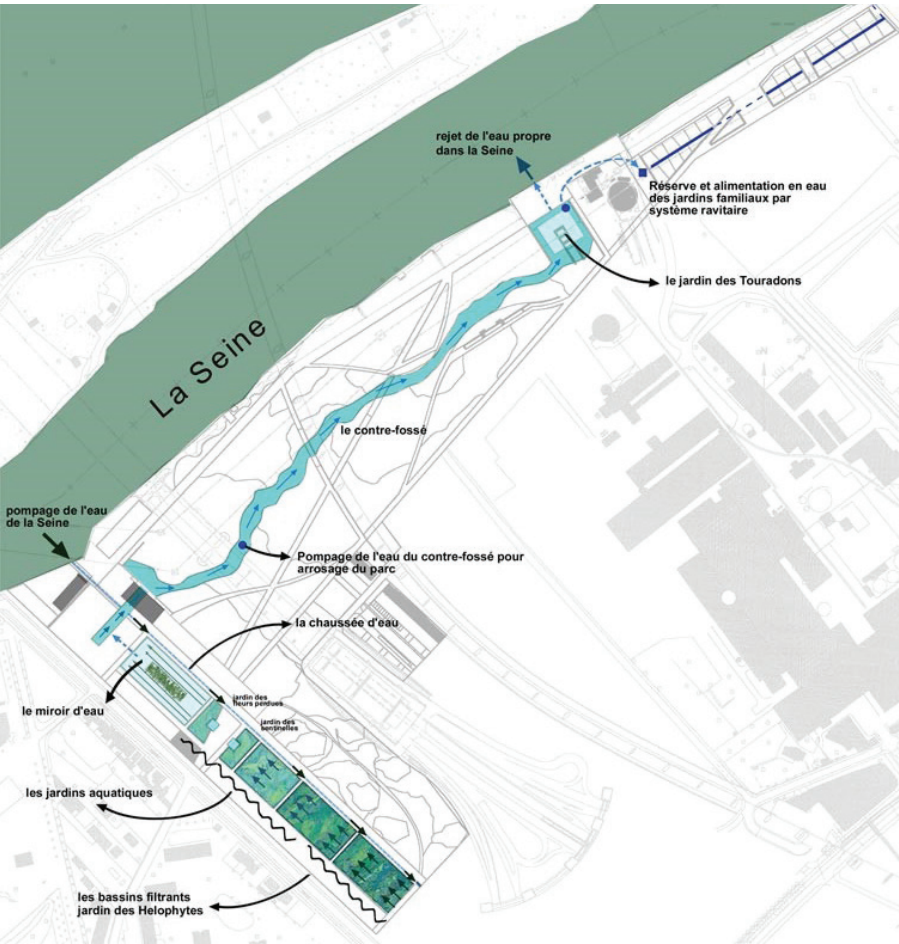 rejet de l'eau propre
dans la Seine
Réserve et alimentation en eau
des jardins familiaux par
système ravitaire
le jardin des Touradons
La Seine
le contre-fossé
pompage de l'eau
de la Seine
Pompage de l'eau du contre-fossé pour
arrosage du parc
la chaussée d'eau
jardin des
fleurs perdues
le miroir d'eau
jardin des
sentinelles
les jardins aquatiques
les bassins filtrants
jardin des Helophytes